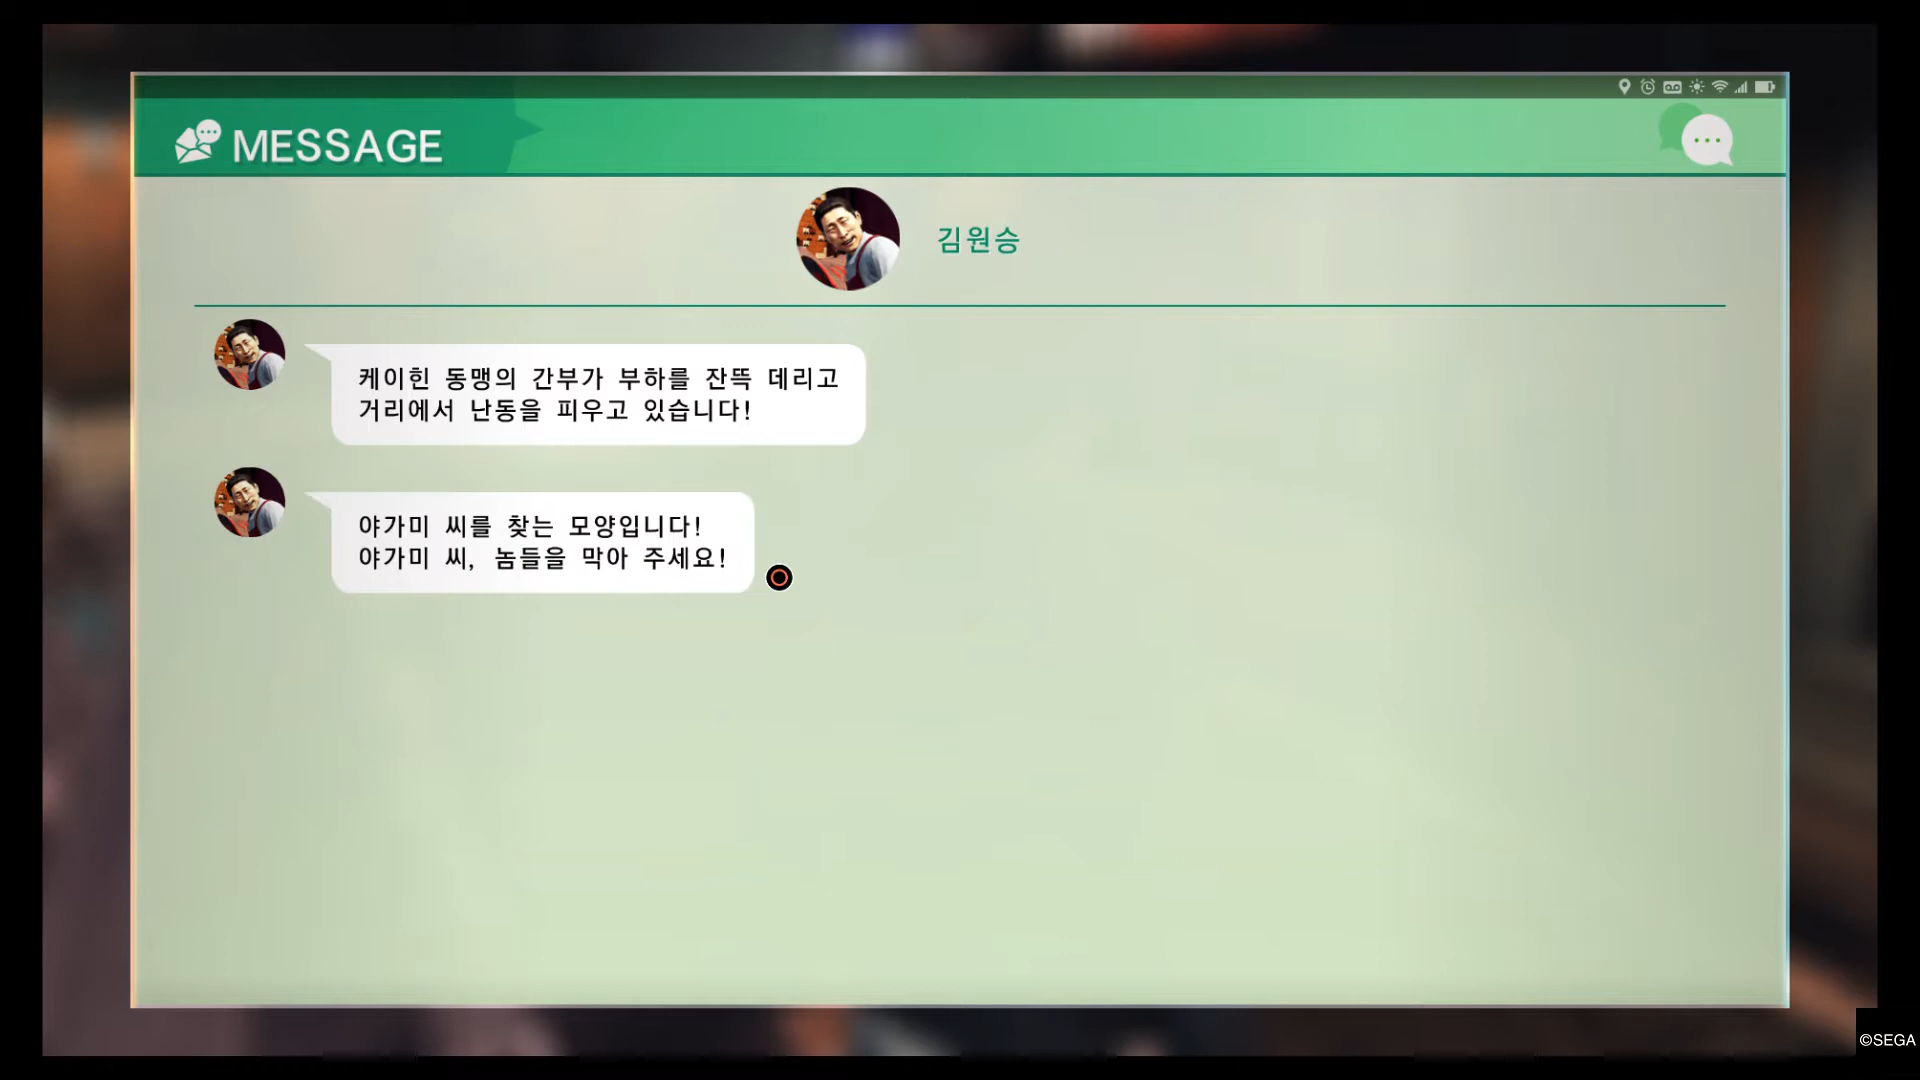 MESSAGE
김원승
케이힌 동맹의 간부가 부하를 잔뜩 데리고
거리에서 난동을 피우고 있습니다!
야가미 씨를 찾는 모양입니다!
야가미 씨, 놈들을 막아 주세요!
©SEGA